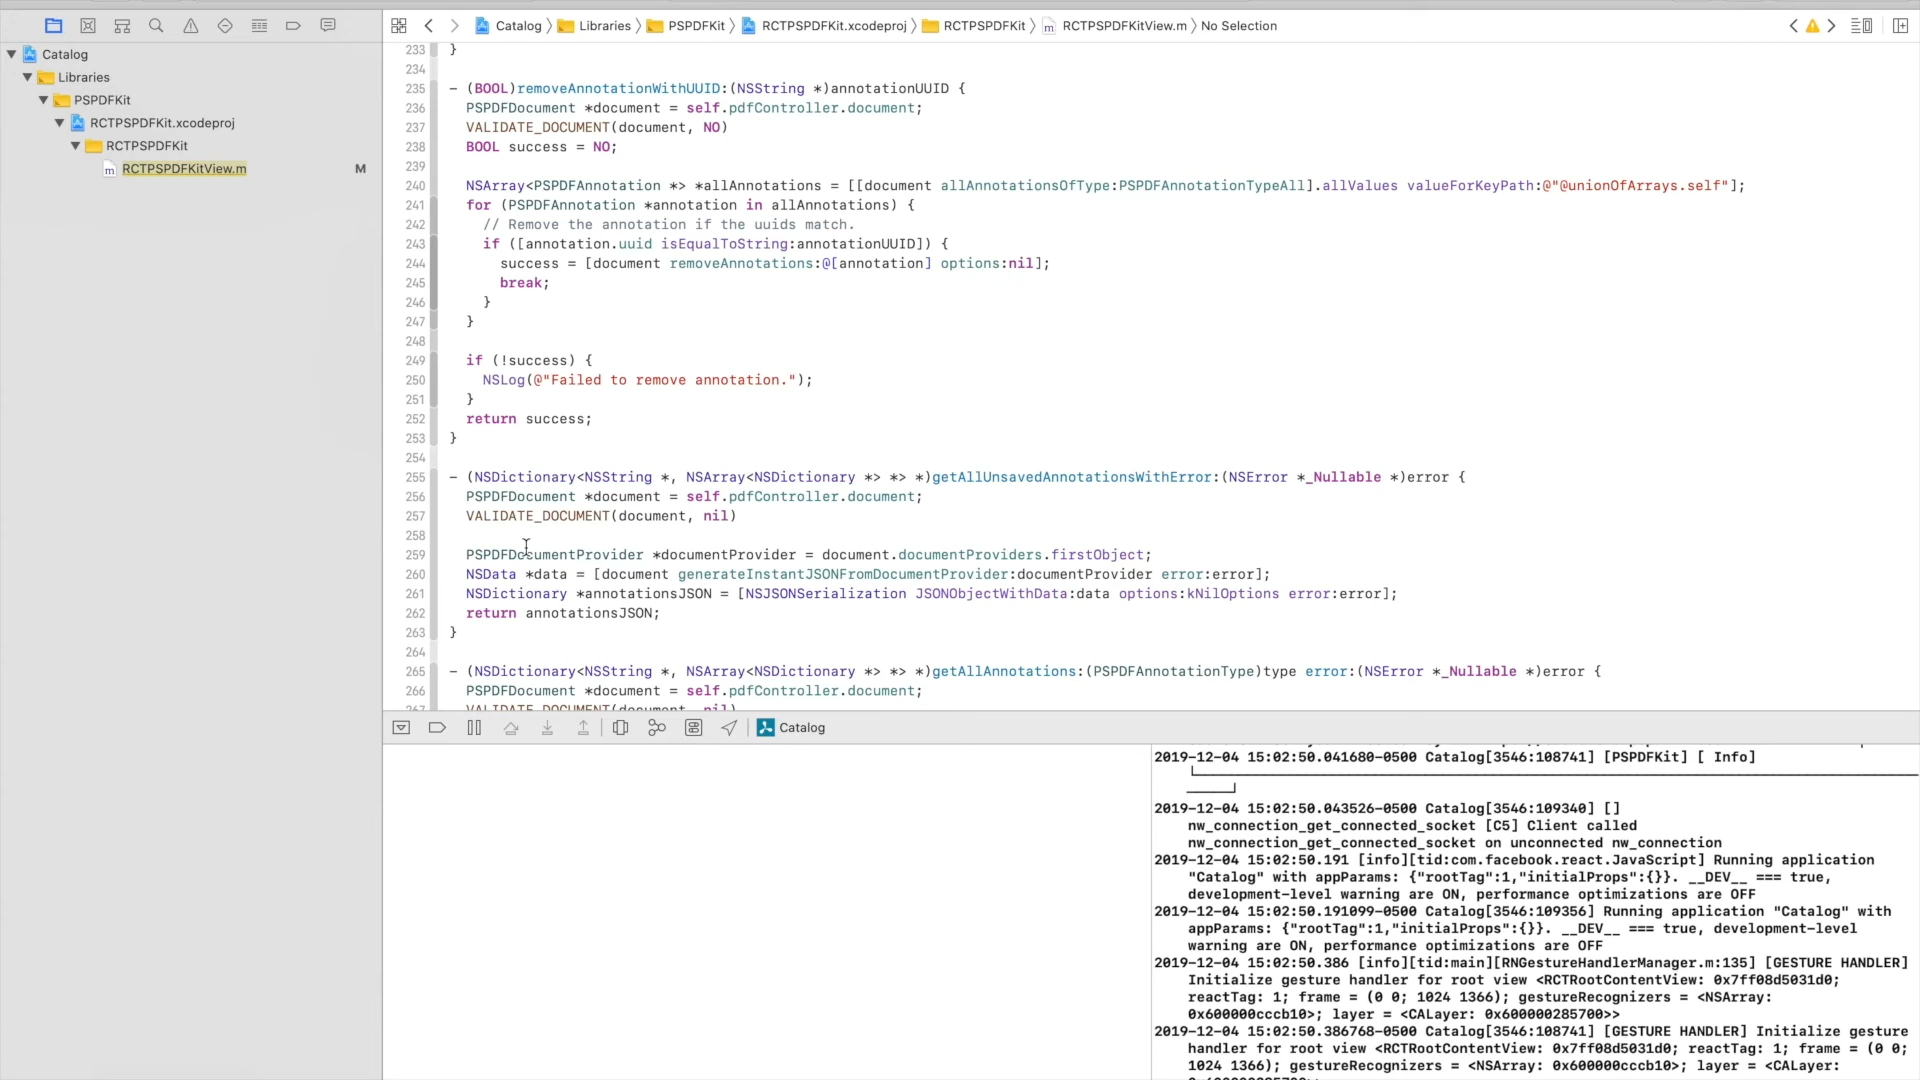 Catalog
Libraries
PSPDFKit
RCTPSPDFKit.xcodeproj
RCTPSPDFKit
RCTPSPDFKitView.m M
Catalog Libraries PSPDFKit RCTPSPDFKit.xcodeproj RCTPSPDFKit RCTPSPDFKitView.m No Selection
233 }
234
235 - (BOOL)removeAnnotationWithUUID:(NSString *)annotationUUID {
236 PSPDFDocument *document = self.pdfController.document;
237 VALIDATE_DOCUMENT(document, NO)
238 BOOL success = NO;
239
240 NSArray<PSPDFAnnotation *> *allAnnotations = [[document allAnnotationsOfType:PSPDFAnnotationTypeAll].allValues valueForKeyPath:@"@unionOfArrays.self"];
241 for (PSPDFAnnotation *annotation in allAnnotations) {
242 // Remove the annotation if the uuids match.
243 if ([annotation.uuid isEqualToString:annotationUUID]) {
244 success = [document removeAnnotations:@[annotation] options:nil];
245 break;
246 }
247 }
248
249 if (!success) {
250 NSLog(@"Failed to remove annotation.");
251 }
252 return success;
253 }
254
255 - (NSDictionary<NSString *, NSArray<NSDictionary *> *> *)getAllUnsavedAnnotationsWithError:(NSError *_Nullable *)error {
256 PSPDFDocument *document = self.pdfController.document;
257 VALIDATE_DOCUMENT(document, nil)
258
259 PSPDFDocumentProvider *documentProvider = document.documentProviders.firstObject;
260 NSData *data = [document generateInstantJSONFromDocumentProvider:documentProvider error:error];
261 NSDictionary *annotationsJSON = [NSJSONSerialization JSONObjectWithData:data options:kNilOptions error:error];
262 return annotationsJSON;
263 }
264
265 - (NSDictionary<NSString *, NSArray<NSDictionary *> *> *)getAllAnnotations:(PSPDFAnnotationType)type error:(NSError *_Nullable *)error {
266 PSPDFDocument *document = self.pdfController.document;
267 VALIDATE_DOCUMENT(document, nil)
Catalog
2019-12-04 15:02:50.041680-0500 Catalog[3546:108741] [PSPDFKit] [ Info]
2019-12-04 15:02:50.043526-0500 Catalog[3546:109340] []
nw_connection_get_connected_socket [C5] Client called
nw_connection_get_connected_socket on unconnected nw_connection
2019-12-04 15:02:50.191 [info][tid:com.facebook.react.JavaScript] Running application
"Catalog" with appParams: {"rootTag":1,"initialProps":{}}. __DEV__ === true,
development-level warning are ON, performance optimizations are OFF
2019-12-04 15:02:50.191099-0500 Catalog[3546:109356] Running application "Catalog" with
appParams: {"rootTag":1,"initialProps":{}}. __DEV__ === true, development-level
warning are ON, performance optimizations are OFF
2019-12-04 15:02:50.386 [info][tid:main][RNGestureHandlerManager.m:135] [GESTURE HANDLER]
Initialize gesture handler for root view <RCTRootContentView: 0x7ff08d5031d0;
reactTag: 1; frame = (0 0; 1024 1366); gestureRecognizers = <NSArray:
0x600000cccb10>; layer = <CALayer: 0x600000285700>>
2019-12-04 15:02:50.386768-0500 Catalog[3546:108741] [GESTURE HANDLER] Initialize gesture
handler for root view <RCTRootContentView: 0x7ff08d5031d0; reactTag: 1; frame = (0 0;
1024 1366); gestureRecognizers = <NSArray: 0x600000cccb10>; layer = <CALayer: